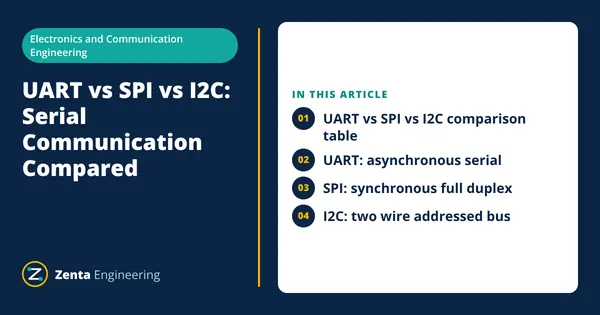 Electronics and Communication
Engineering
UART vs SPI vs I2C:
Serial
Communication
Compared
Zenta Engineering
IN THIS ARTICLE
01 UART vs SPI vs I2C comparison
table
02 UART: asynchronous serial
03 SPI: synchronous full duplex
04 I2C: two wire addressed bus